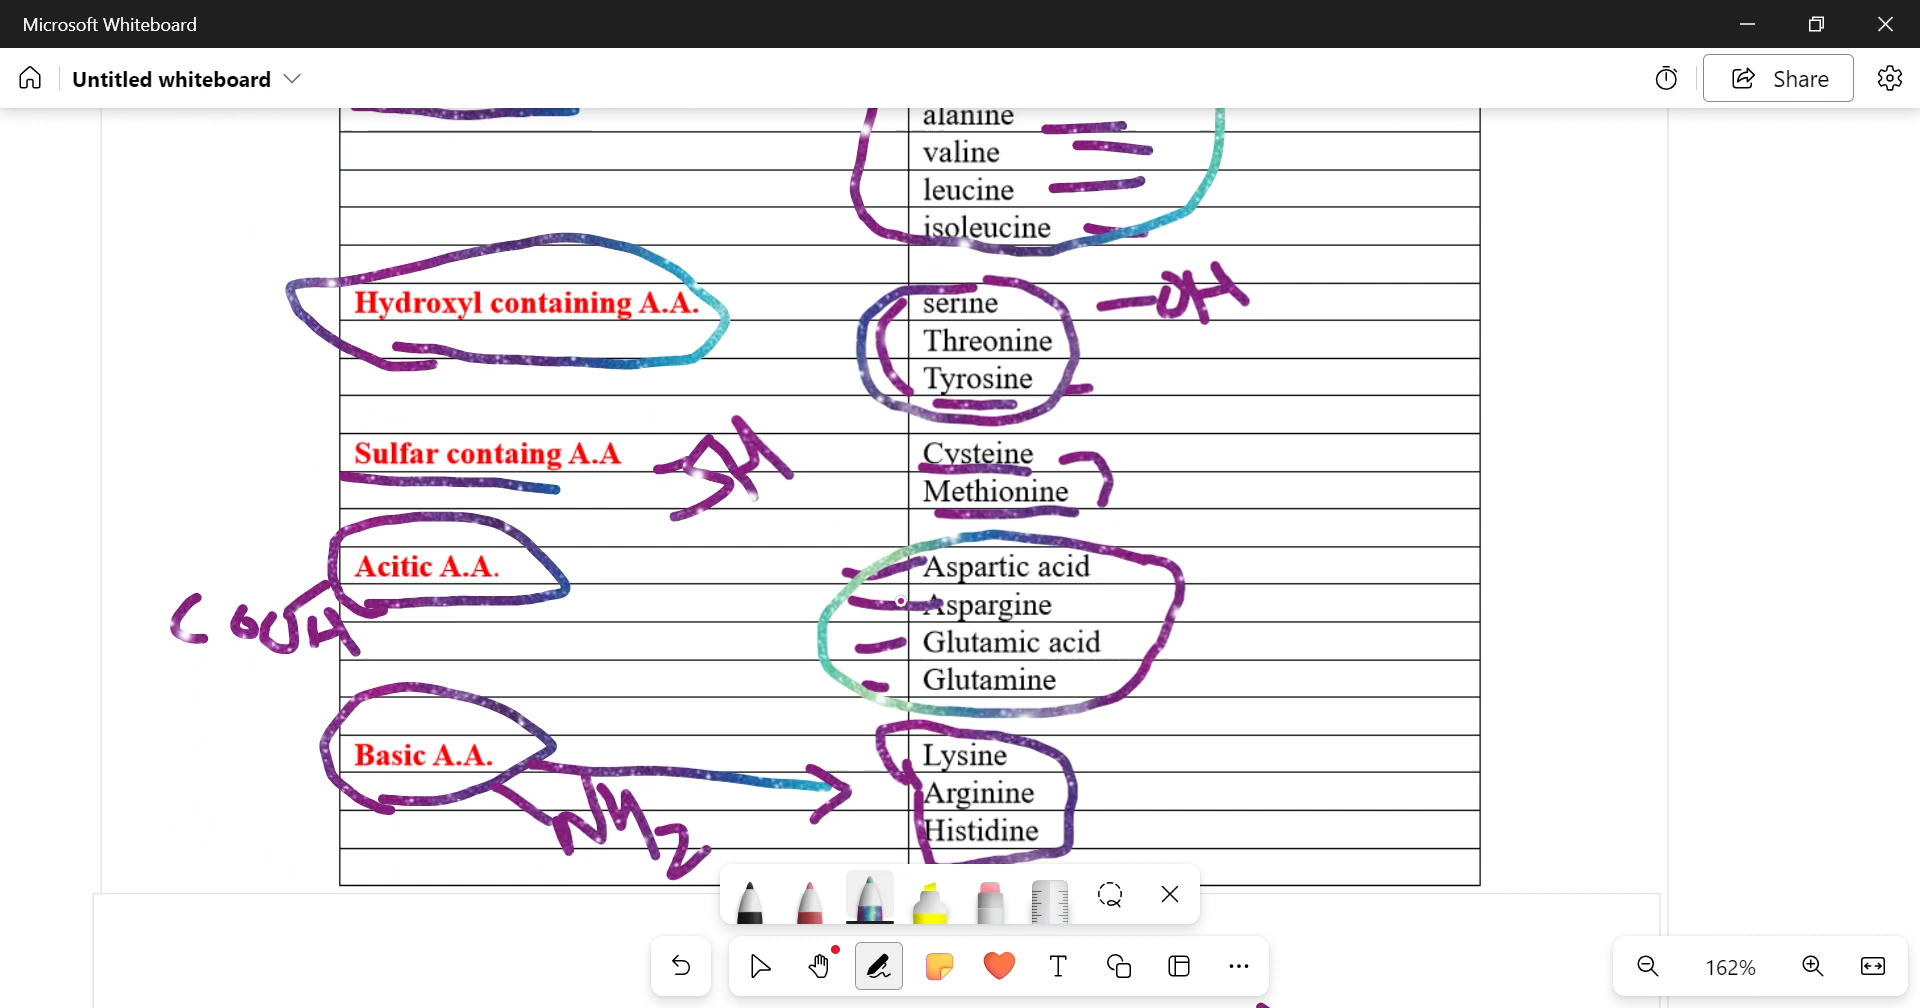 Microsoft Whiteboard
Untitled whiteboard
Share
alanine
valine
leucine
isoleucine
Hydroxyl containing A.A.
serine
-OH
Threonine
Tyrosine
Sulfar containg A.A
-SH
Cysteine
Methionine
Acitic A.A.
COOH
Aspartic acid
Aspargine
Glutamic acid
Glutamine
Basic A.A.
NH2
Lysine
Arginine
Histidine
162%